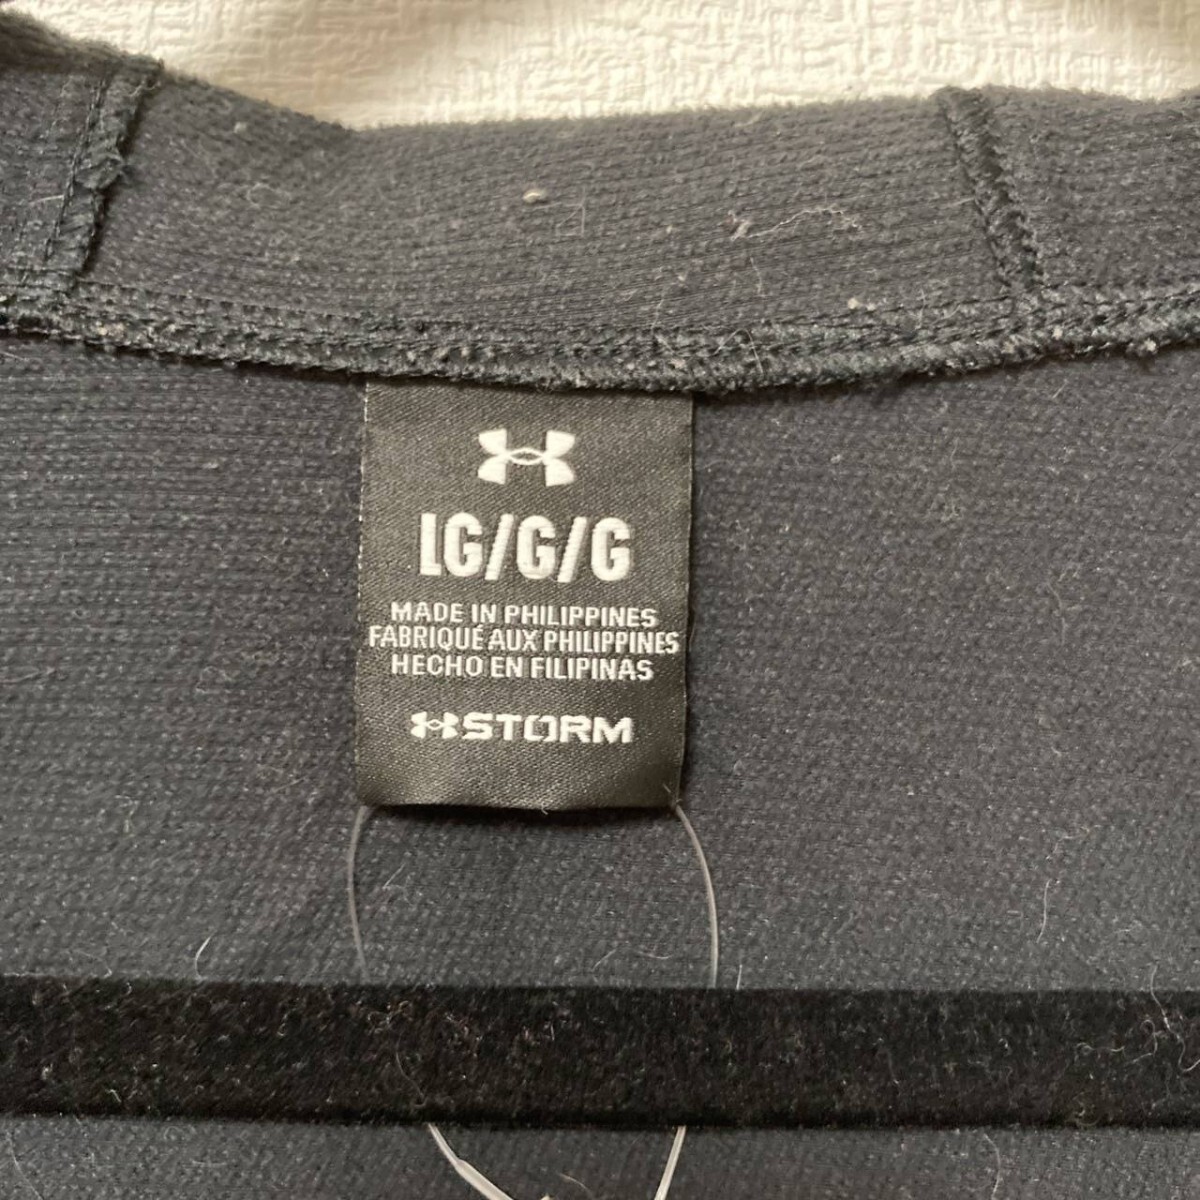 LG/G/G
MADE IN PHILIPPINES
FABRIQUÉ AUX PHILIPPINES
HECHO EN FILIPINAS
STORM